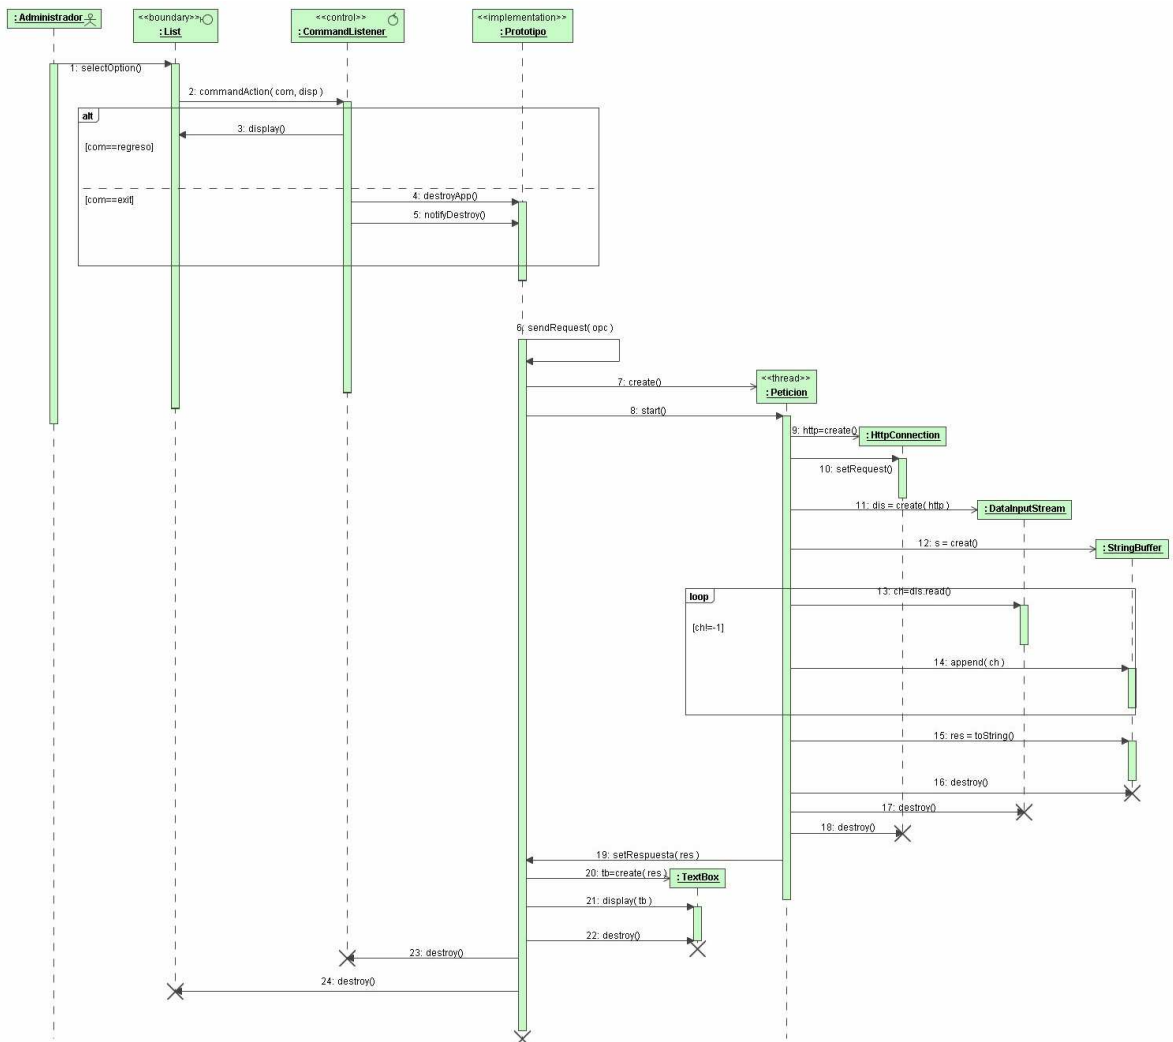 : Administrador
<<boundary>>
: List
<<control>>
: CommandListener
<<implementation>>
: Prototipo
1: selectOption()
2: commandAction( com, disp )
alt
3: display()
[com==regreso]
[com==exit]
4: destroyApp()
5: notifyDestroy()
6: sendRequest( opc )
7: create()
<<thread>>
: Peticion
8: start()
9: http=create()
: HttpConnection
10: setRequest()
11: dis = create( http )
: DataInputStream
12: s = creat()
: StringBuffer
loop
13: ch=dis.read()
[ch!=-1]
14: append( ch )
15: res = toString()
16: destroy()
17: destroy()
18: destroy()
19: setRespuesta( res )
20: tb=create( res )
: TextBox
21: display( tb )
22: destroy()
23: destroy()
24: destroy()